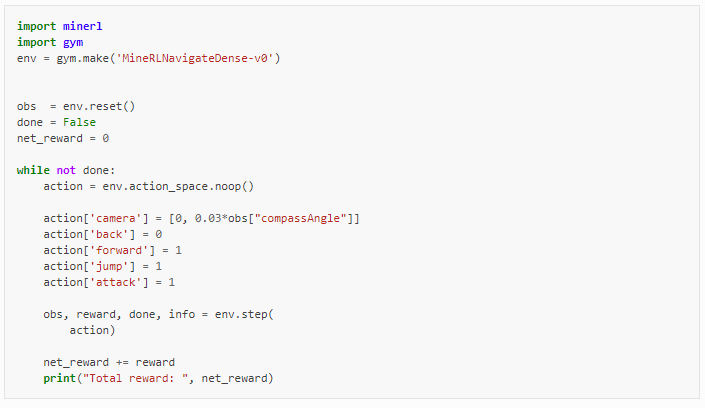 import minerl
import gym
env = gym.make('MineRLNavigateDense-v0')
obs  = env.reset()
done = False
net_reward = 0
while not done:
    action = env.action_space.noop()
    action['camera'] = [0, 0.03*obs["compassAngle"]]
    action['back'] = 0
    action['forward'] = 1
    action['jump'] = 1
    action['attack'] = 1
    obs, reward, done, info = env.step(
        action)
    net_reward += reward
    print("Total reward: ", net_reward)